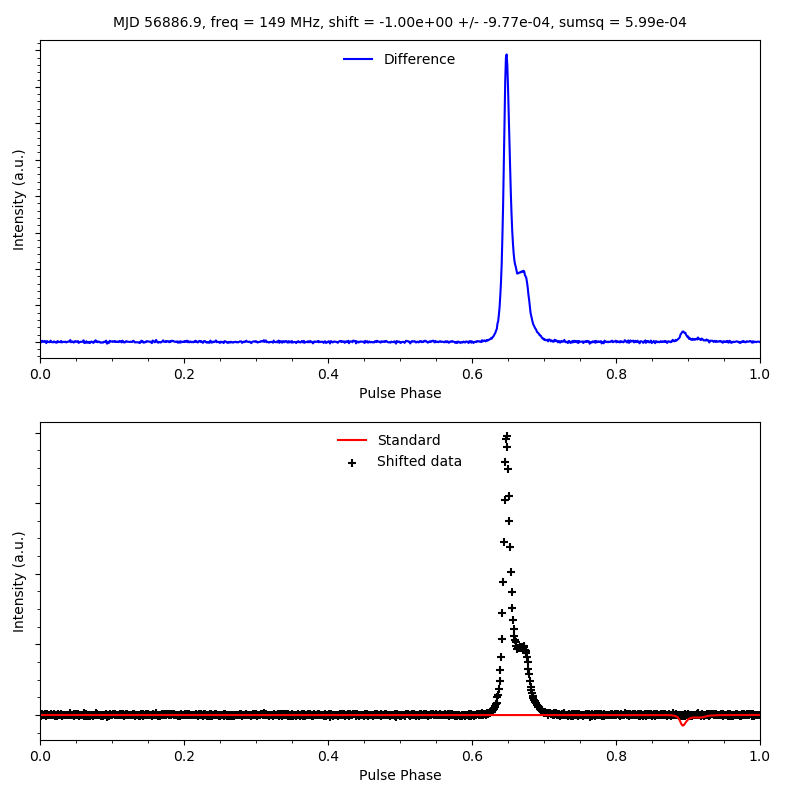 MJD 56886.9, freq = 149 MHz, shift = -1.00e+00 +/- -9.77e-04, sumsq = 5.99e-04
Difference
Intensity (a.u.)
0.0 0.2 0.4 0.6 0.8 1.0
Pulse Phase
Standard
Shifted data
Intensity (a.u.)
0.0 0.2 0.4 0.6 0.8 1.0
Pulse Phase